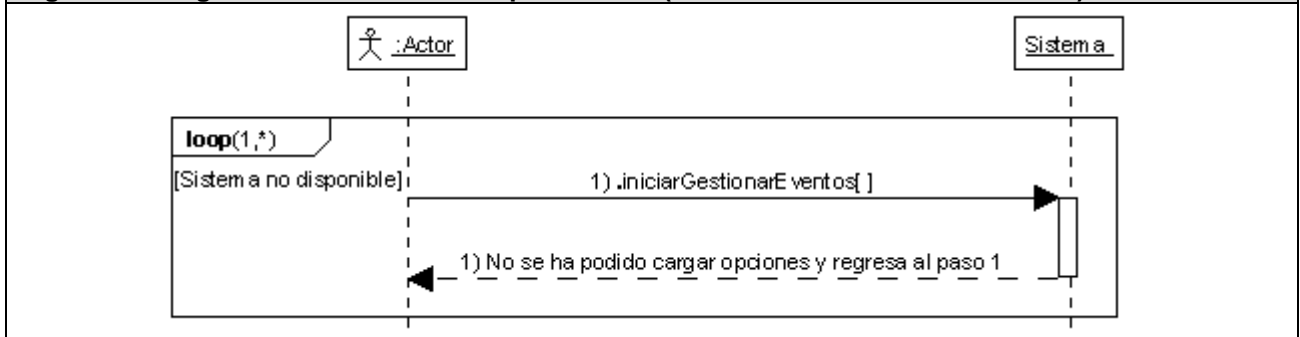 :Actor
Sistema
loop(1,*)
[Sistema no disponible]
1) .iniciarGestionarEventos[ ]
1) No se ha podido cargar opciones y regresa al paso 1